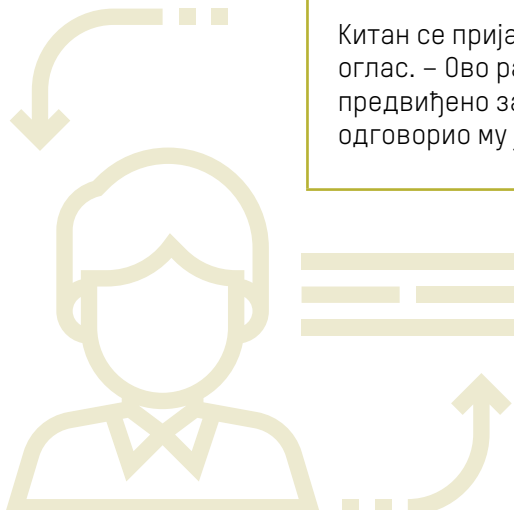 Китан се прија
оглас. – Ово ра
предвиђено за
одговорио му ј